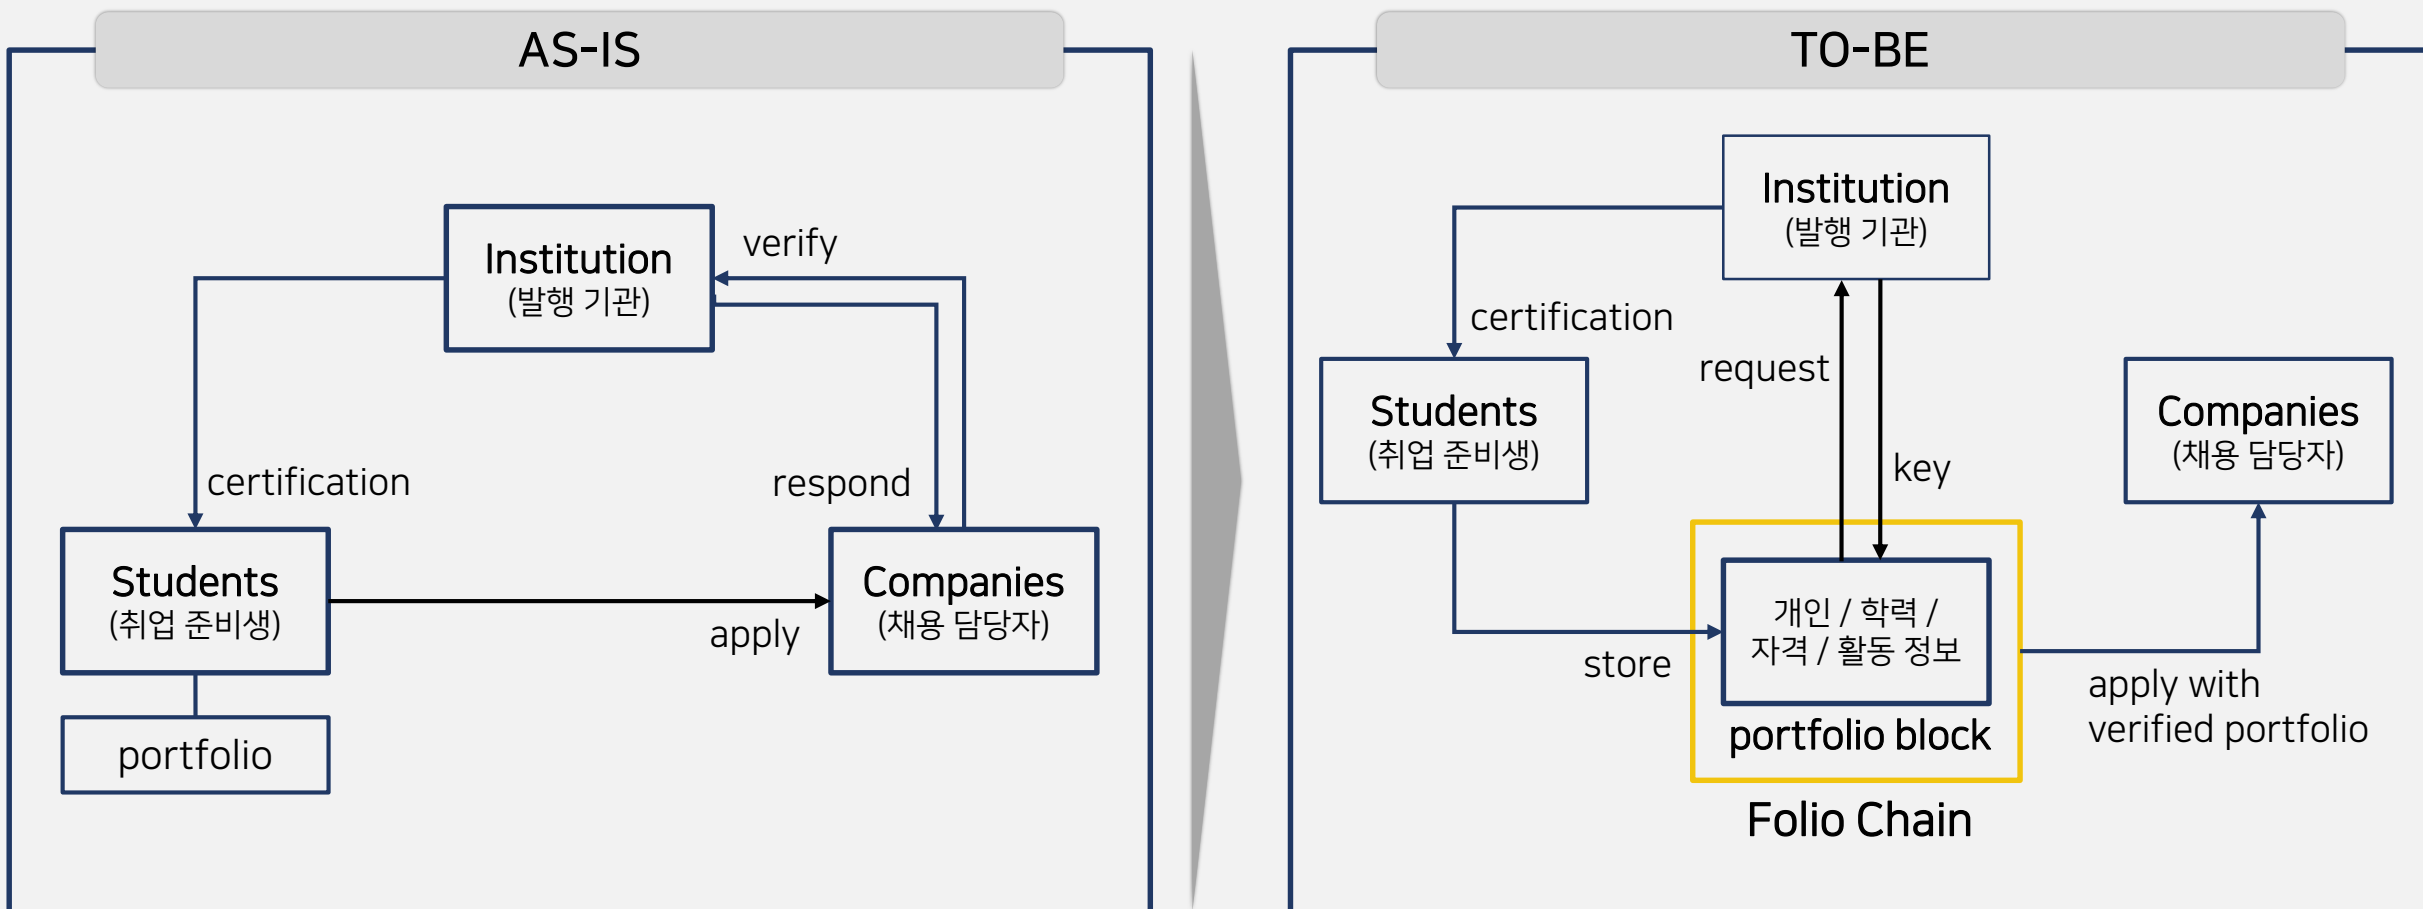 AS-IS
Institution
(발행 기관)
verify
certification
respond
Students
(취업 준비생)
apply
Companies
(채용 담당자)
portfolio
TO-BE
Institution
(발행 기관)
certification
request
key
Students
(취업 준비생)
Companies
(채용 담당자)
store
개인 / 학력 /
자격 / 활동 정보
portfolio block
apply with
verified portfolio
Folio Chain